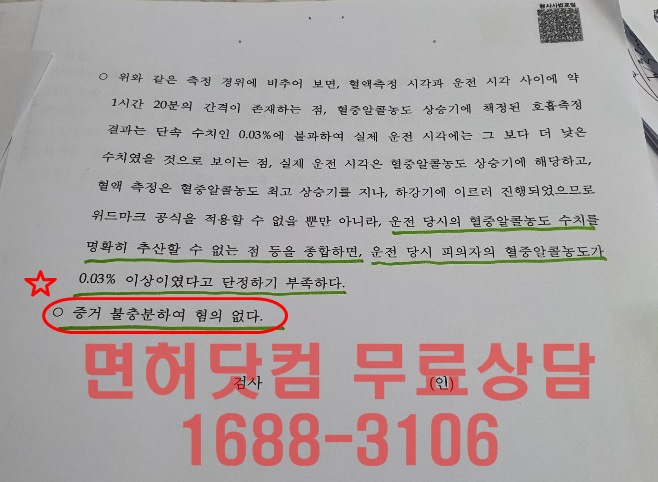 형사사법포털
○ 위와 같은 측정 경위에 비추어 보면, 혈액측정 시각과 운전 시각 사이에 약
1시간 20분의 간격이 존재하는 점, 혈중알콜농도 상승기에 책정된 호흡측정
결과는 단속 수치인 0.03%에 불과하여 실제 운전 시각에는 그 보다 더 낮은
수치였을 것으로 보이는 점, 실제 운전 시각은 혈중알콜농도 상승기에 해당하고,
혈액 측정은 혈중알콜농도 최고 상승기를 지나, 하강기에 이르러 진행되었으므로
위드마크 공식을 적용할 수 없을 뿐만 아니라, 운전 당시의 혈중알콜농도 수치를
명확히 추산할 수 없는 점 등을 종합하면, 운전 당시 피의자의 혈중알콜농도가
0.03% 이상이였다고 단정하기 부족하다.
○ 증거 불충분하여 혐의 없다.
면허닷컴 무료상담
검사 (인)
1688-3106